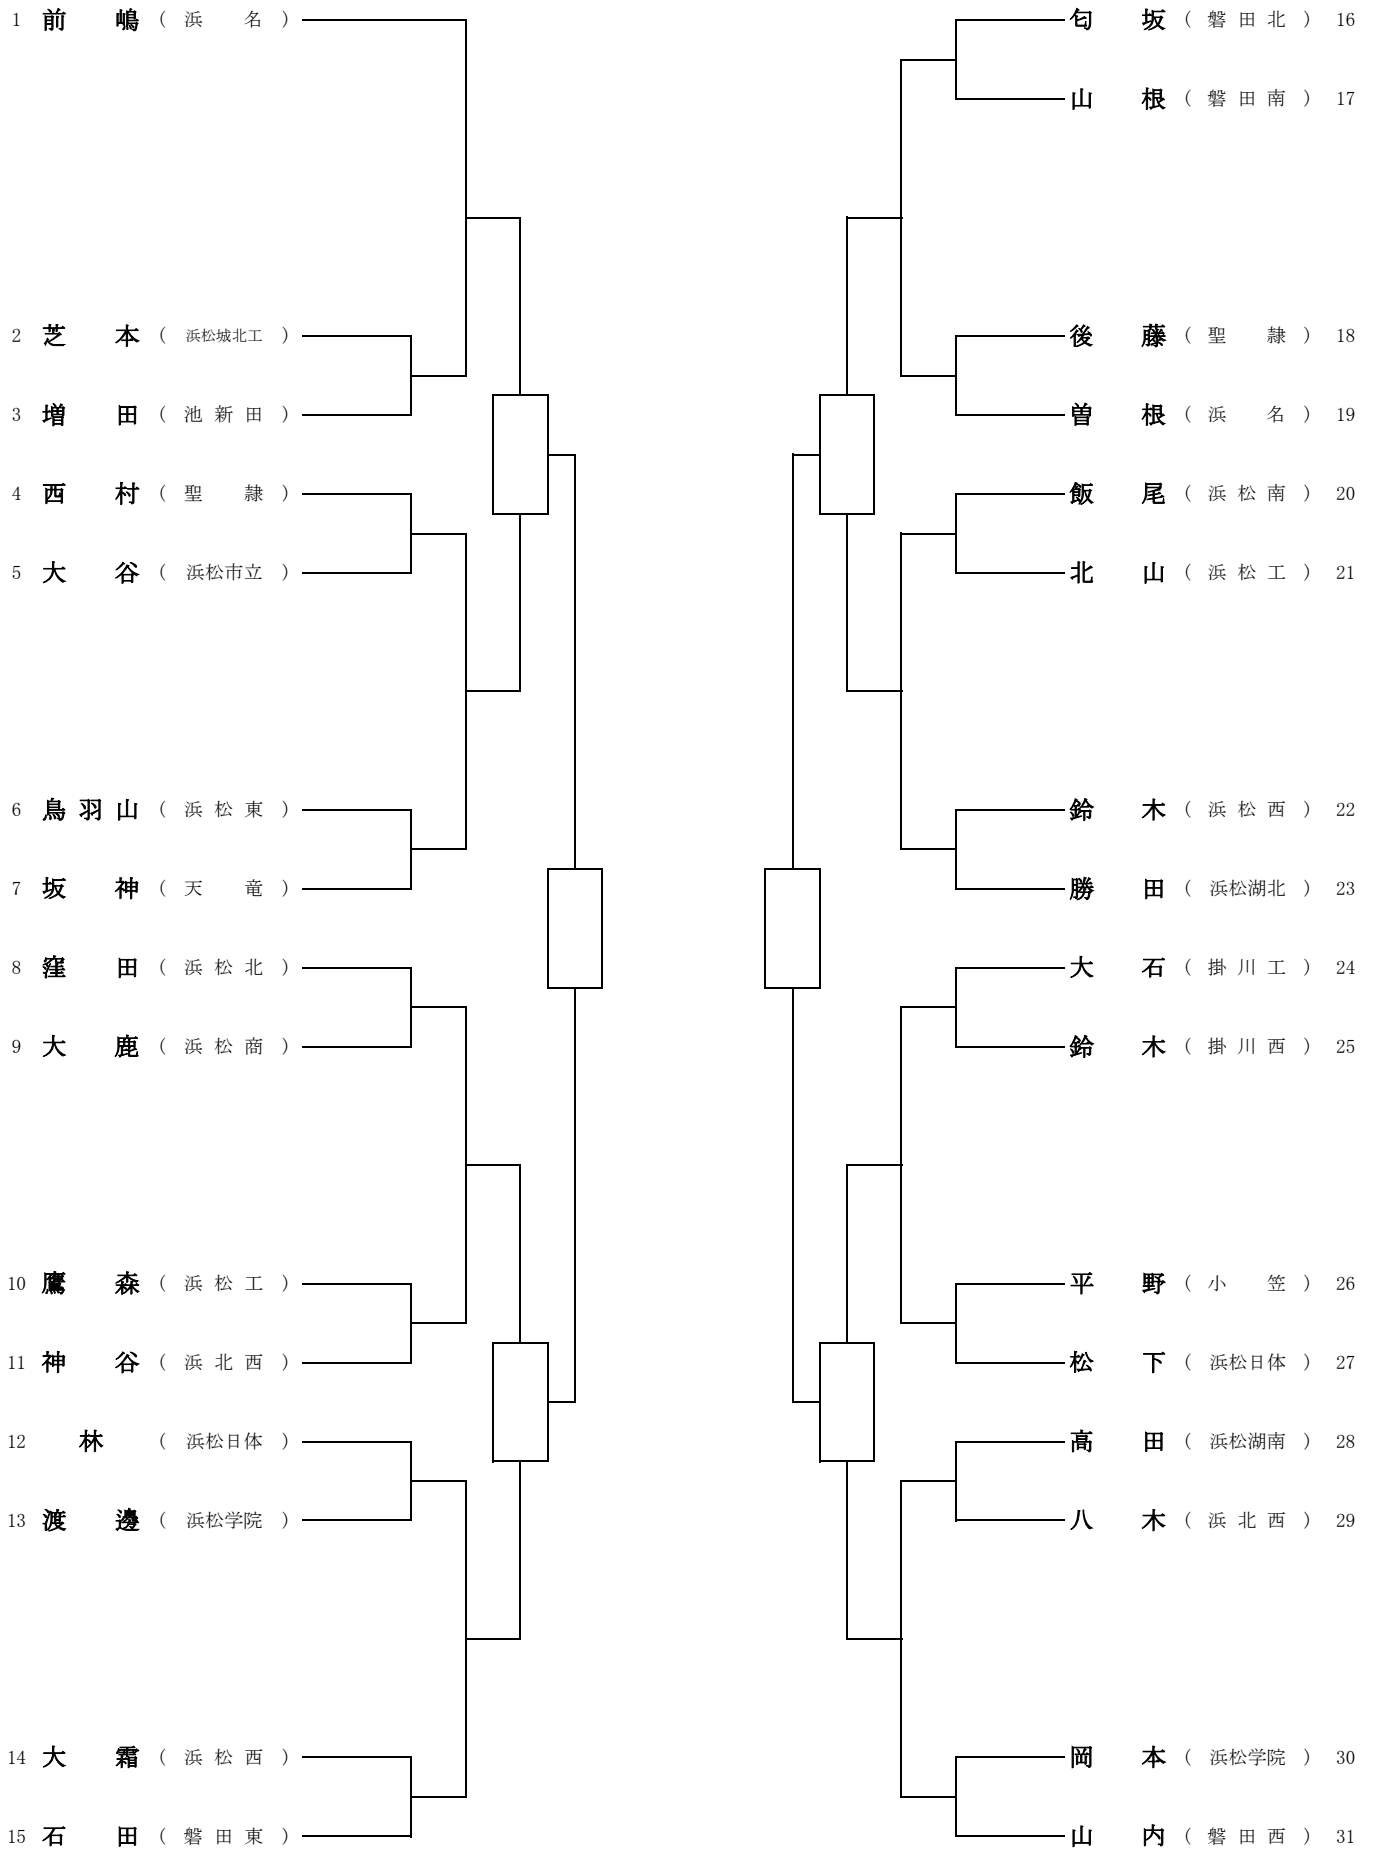 1 前嶋 ( 浜名 )
2 芝本 ( 浜松城北工 )
3 増田 ( 池新田 )
4 西村 ( 聖隷 )
5 大谷 ( 浜松市立 )
6 鳥羽山 ( 浜松東 )
7 坂神 ( 天竜 )
8 窪田 ( 浜松北 )
9 大鹿 ( 浜松商 )
10 鷹森 ( 浜松工 )
11 神谷 ( 浜北西 )
12 林 ( 浜松日体 )
13 渡邊 ( 浜松学院 )
14 大霜 ( 浜松西 )
15 石田 ( 磐田東 )
匂坂 ( 磐田北 ) 16
山根 ( 磐田南 ) 17
後藤 ( 聖隷 ) 18
曽根 ( 浜名 ) 19
飯尾 ( 浜松南 ) 20
北山 ( 浜松工 ) 21
鈴木 ( 浜松西 ) 22
勝田 ( 浜松湖北 ) 23
大石 ( 掛川工 ) 24
鈴木 ( 掛川西 ) 25
平野 ( 小笠 ) 26
松下 ( 浜松日体 ) 27
高田 ( 浜松湖南 ) 28
八木 ( 浜北西 ) 29
岡本 ( 浜松学院 ) 30
山内 ( 磐田西 ) 31